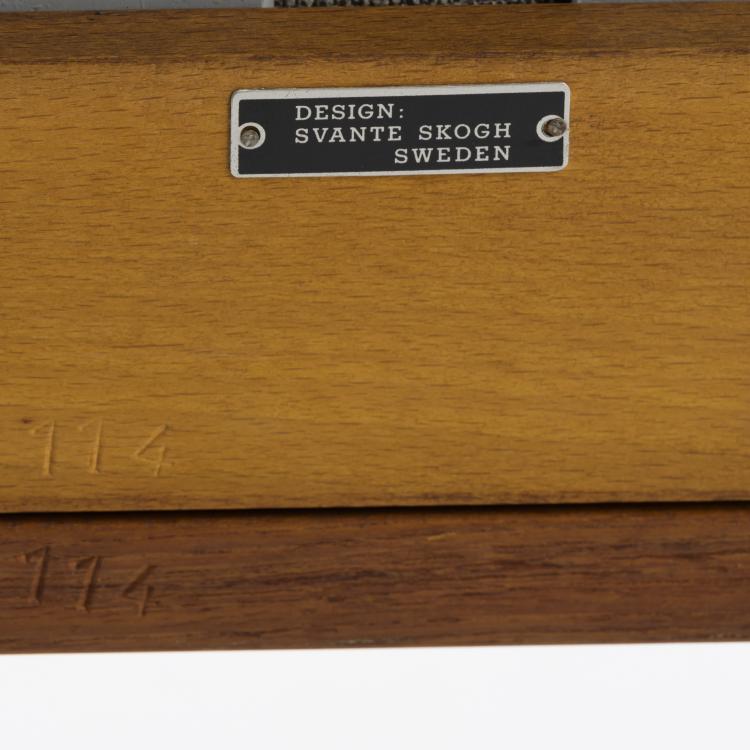 DESIGN:
SVANTE SKOGH
SWEDEN
114
114